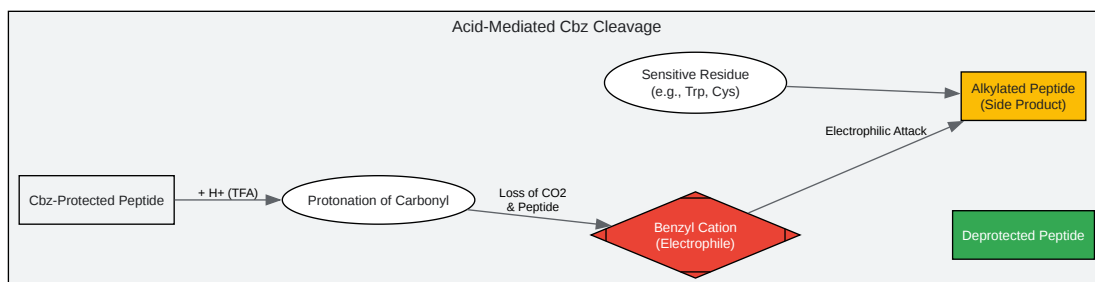 Acid-Mediated Cbz Cleavage
Sensitive Residue
(e.g., Trp, Cys)
Alkylated Peptide
(Side Product)
Electrophilic Attack
Cbz-Protected Peptide
+ H+ (TFA)
Protonation of Carbonyl
Loss of CO2
& Peptide
Benzyl Cation
(Electrophile)
Deprotected Peptide